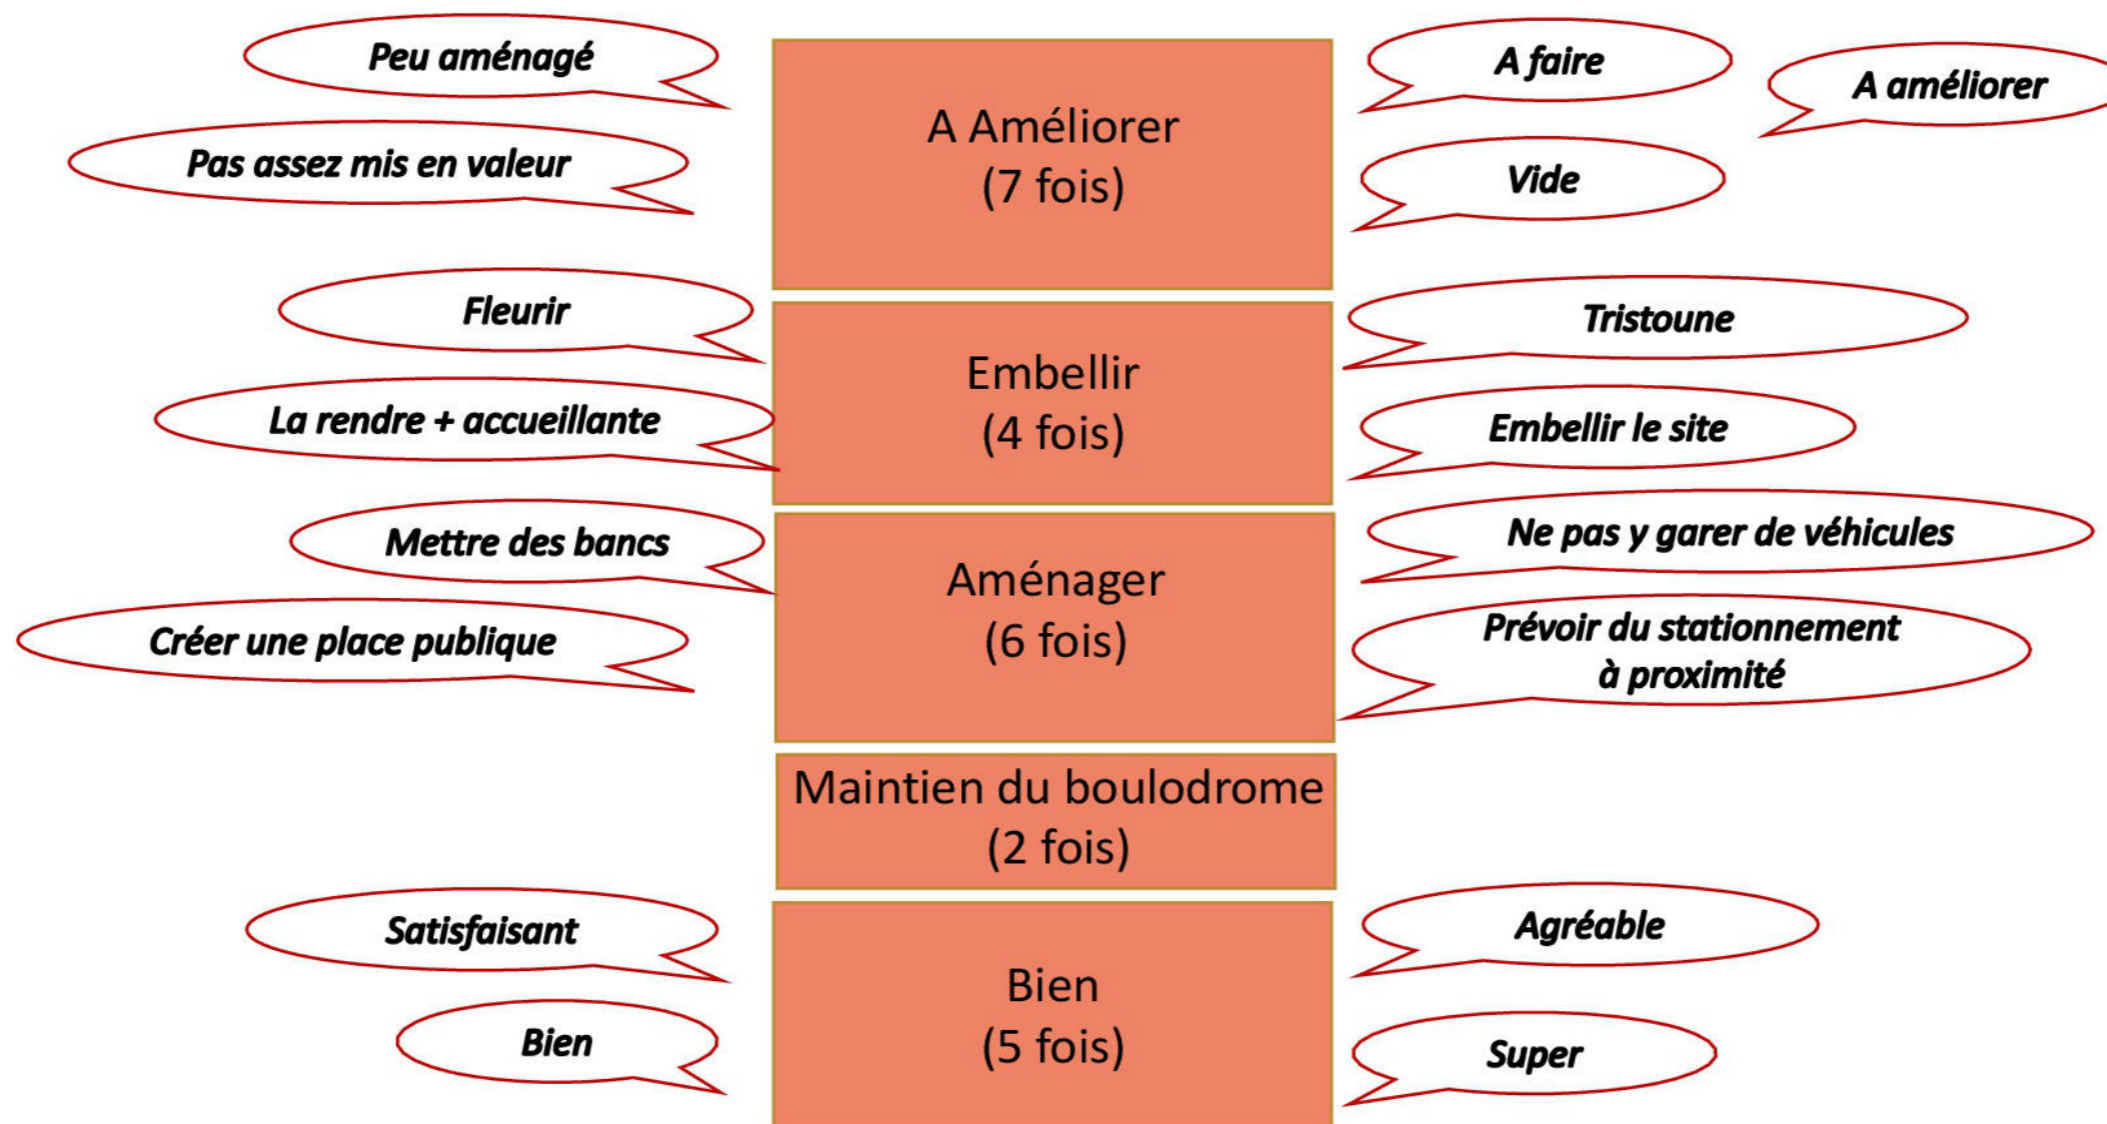 Peu aménagé
Pas assez mis en valeur
A Améliorer
(7 fois)
A faire
A améliorer
Vide
Fleurir
La rendre + accueillante
Embellir
(4 fois)
Tristoune
Embellir le site
Mettre des bancs
Créer une place publique
Aménager
(6 fois)
Ne pas y garer de véhicules
Prévoir du stationnement
à proximité
Maintien du boulodrome
(2 fois)
Satisfaisant
Bien
Bien
(5 fois)
Agréable
Super